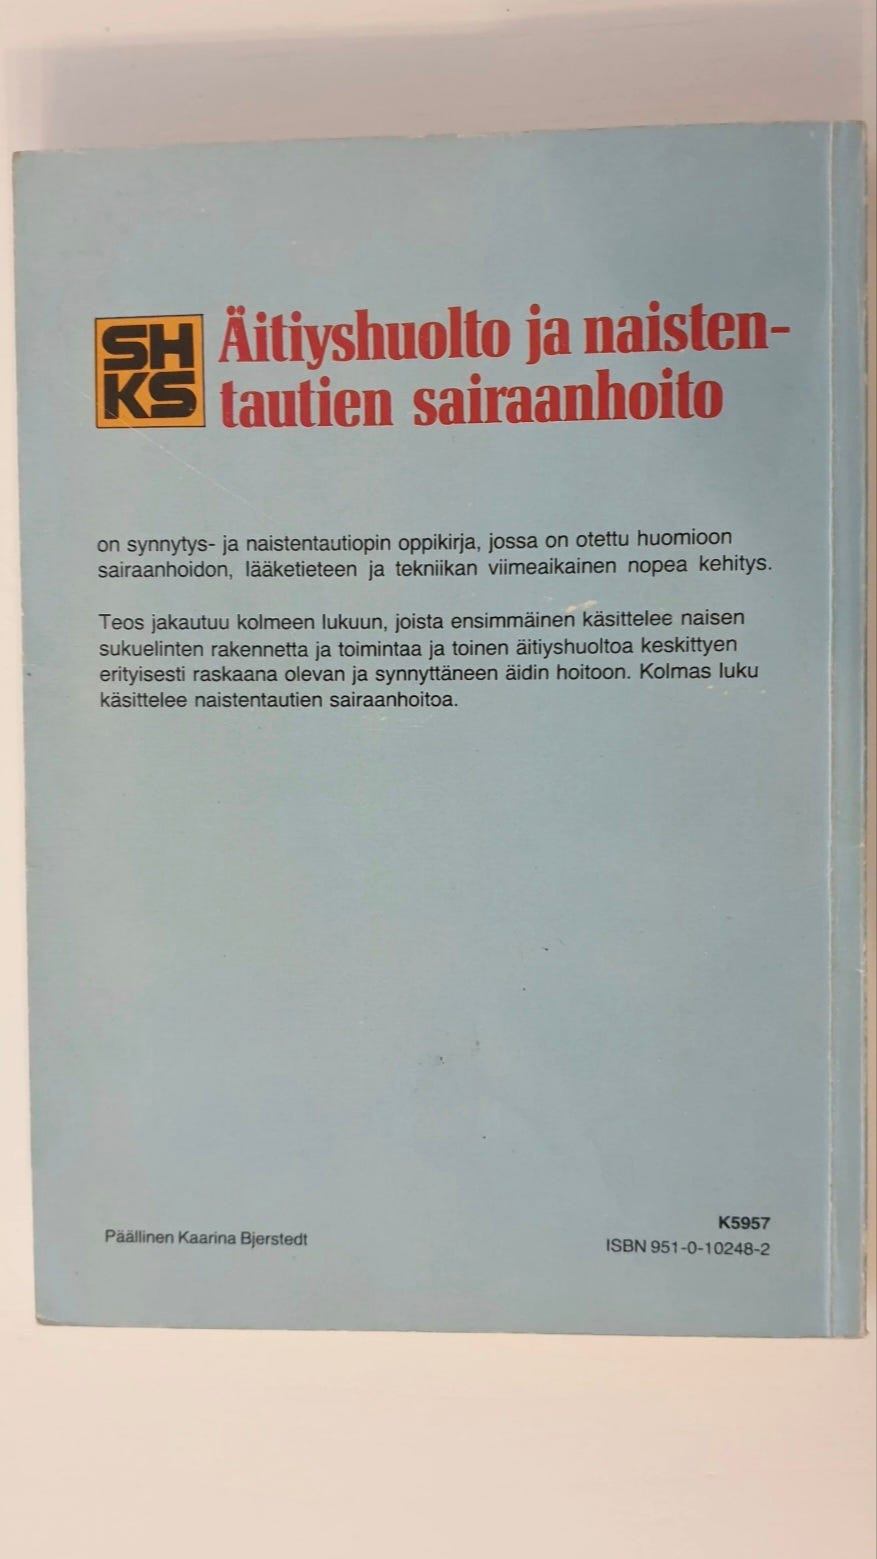 SH
KS
Äitiyshuolto ja naisten-
tautien sairaanhoito
on synnytys- ja naistentautiopin oppikirja, jossa on otettu huomioon
sairaanhoidon, lääketieteen ja tekniikan viimeaikainen nopea kehitys.
Teos jakautuu kolmeen lukuun, joista ensimmäinen käsittelee naisen
sukuelinten rakennetta ja toimintaa ja toinen äitiyshuoltoa keskittyen
erityisesti raskaana olevan ja synnyttäneen äidin hoitoon. Kolmas luku
käsittelee naistentautien sairaanhoitoa.
Päällinen Kaarina Bjerstedt
K5957
ISBN 951-0-10248-2